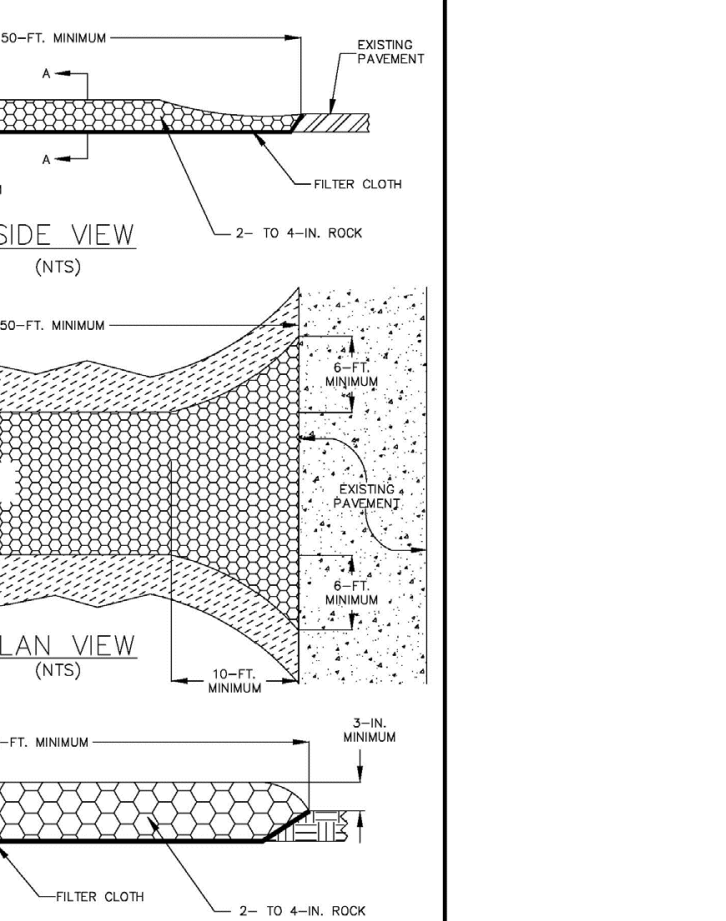 50-FT. MINIMUM
EXISTING
PAVEMENT
A
A
FILTER CLOTH
SIDE VIEW
2- TO 4-IN. ROCK
(NTS)
50-FT. MINIMUM
6-FT.
MINIMUM
EXISTING
PAVEMENT
6-FT.
MINIMUM
LAN VIEW
(NTS)
10-FT.
MINIMUM
3-IN.
MINIMUM
-FT. MINIMUM
FILTER CLOTH
2- TO 4-IN. ROCK